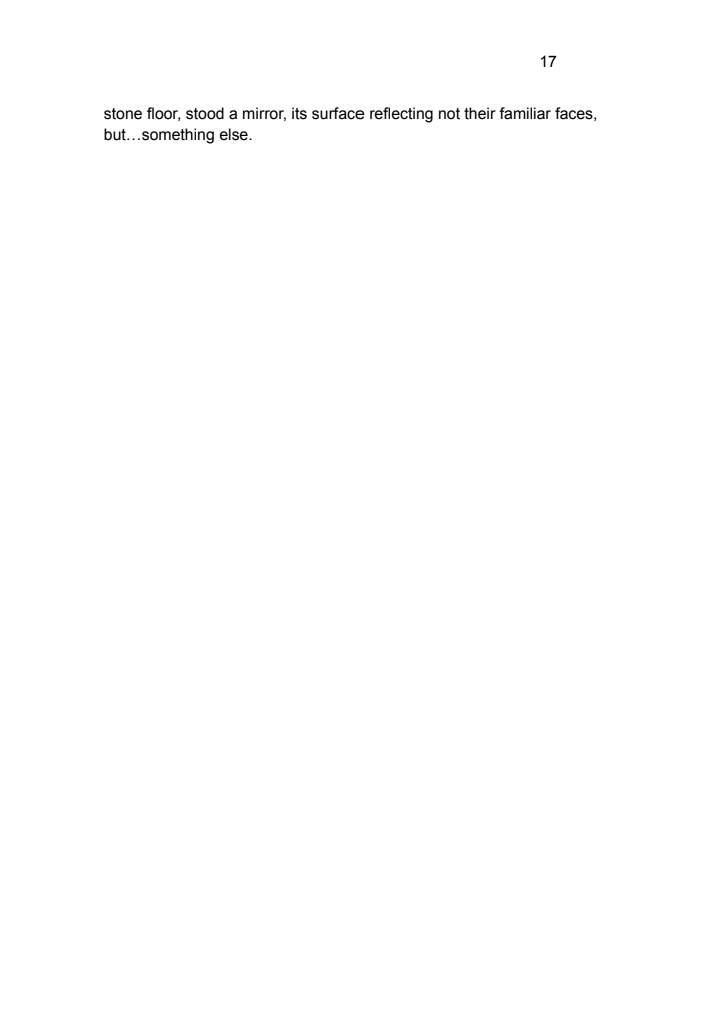 17
stone floor, stood a mirror, its surface reflecting not their familiar faces,
but…something else.